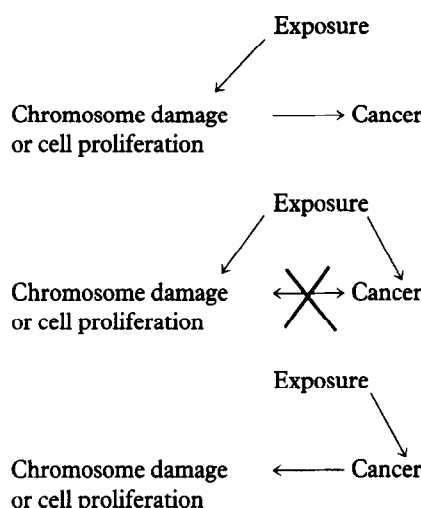 Exposure
Chromosome damage Cancer
or cell proliferation
Exposure
Chromosome damage Cancer
or cell proliferation
Exposure
Chromosome damage Cancer
or cell proliferation